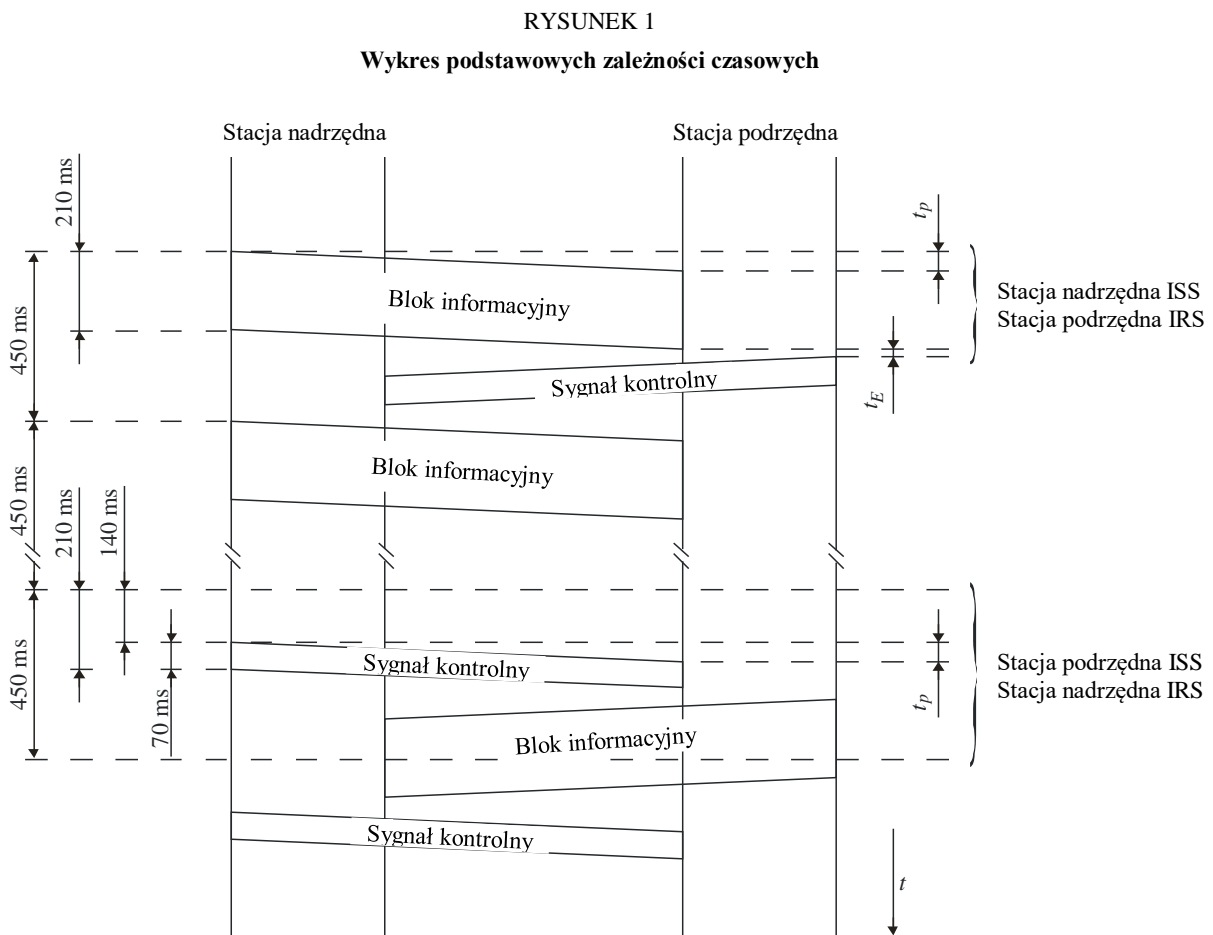 RYSUNEK 1
Wykres podstawowych zależności czasowych
Stacja nadrzędna
Stacja podrzędna
210 ms
t_p
450 ms
Blok informacyjny
Stacja nadrzędna ISS
Stacja podrzędna IRS
Sygnał kontrolny
t_E
450 ms
Blok informacyjny
210 ms
140 ms
450 ms
70 ms
Sygnał kontrolny
t_p
Stacja podrzędna ISS
Stacja nadrzędna IRS
Blok informacyjny
Sygnał kontrolny
t